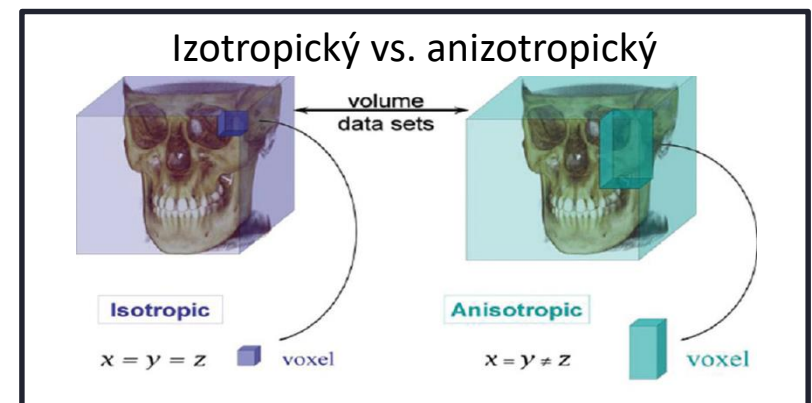 Izotropický vs. anizotropický
volume
data sets
Isotropic
Anisotropic
x = y = z
voxel
x = y ≠ z
voxel